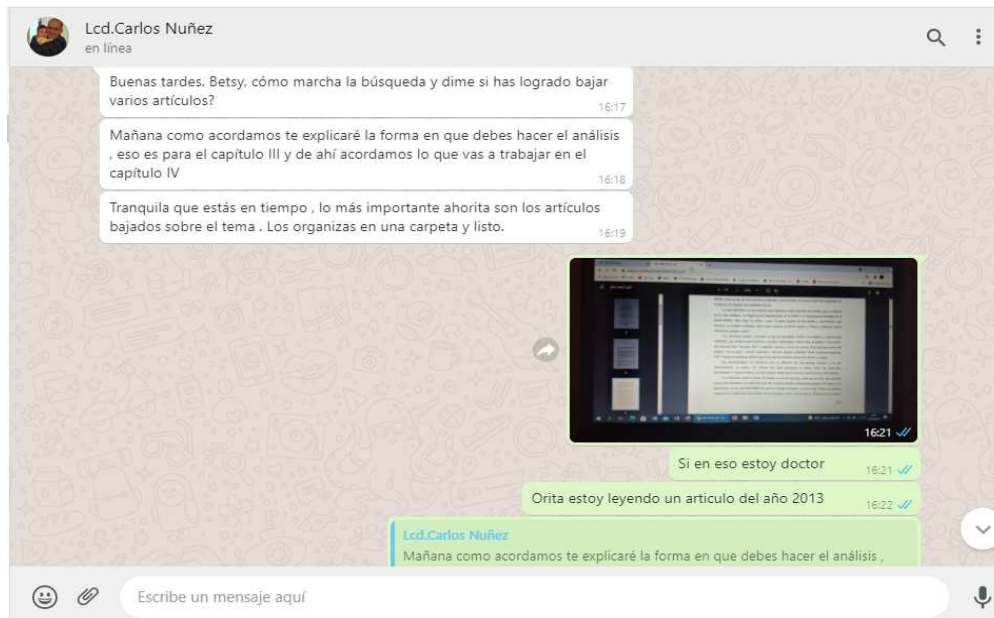 Lcd.Carlos Nuñez
en línea
Buenas tardes. Betsy, cómo marcha la búsqueda y dime si has logrado bajar
varios artículos?
16:17
Mañana como acordamos te explicaré la forma en que debes hacer el análisis
, eso es para el capítulo III y de ahí acordamos lo que vas a trabajar en el
capítulo IV
16:18
Tranquila que estás en tiempo , lo más importante ahorita son los artículos
bajados sobre el tema . Los organizas en una carpeta y listo.
16:19
16:21
Si en eso estoy doctor
16:21
Orita estoy leyendo un articulo del año 2013
16:22
Lcd.Carlos Nuñez
Mañana como acordamos te explicaré la forma en que debes hacer el análisis ,
Escribe un mensaje aquí